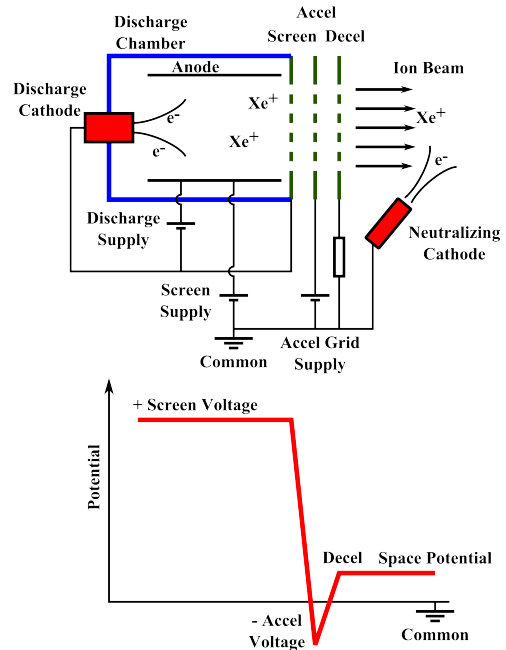 Accel
Discharge
Chamber
Screen Decel
Anode
Ion Beam
Discharge
Cathode
Xe+
Xe+
e-
Xe+
e-
e-
Discharge
Supply
Neutralizing
Cathode
Screen
Supply
Common
Accel Grid
Supply
+ Screen Voltage
Potential
Decel
Space Potential
- Accel
Voltage
Common